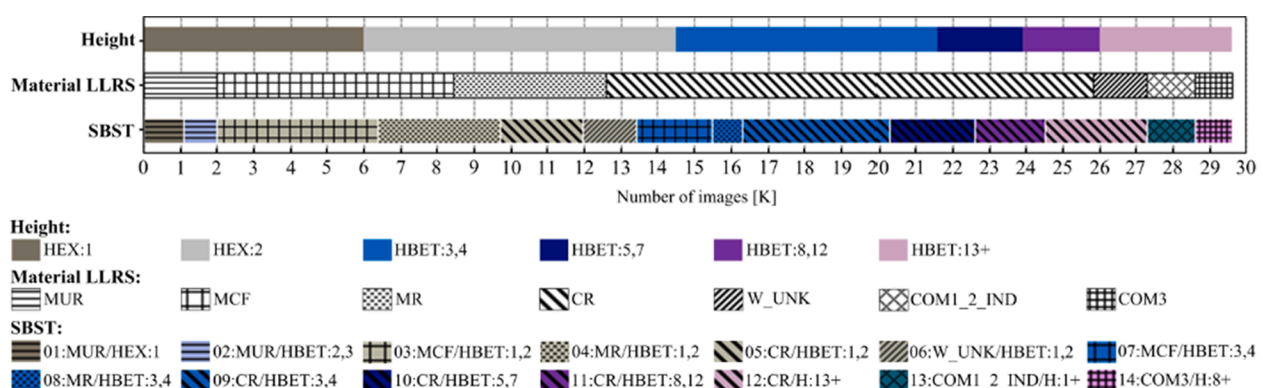 Height
Material LLRS
SBST
0 1 2 3 4 5 6 7 8 9 10 11 12 13 14 15 16 17 18 19 20 21 22 23 24 25 26 27 28 29 30
Number of images [K]
Height:
HEX:1 HEX:2 HBET:3,4 HBET:5,7 HBET:8,12 HBET:13+
Material LLRS:
MUR MCF MR CR W_UNK COM1_2_IND COM3
SBST:
01:MUR/HEX:1 02:MUR/HBET:2,3 03:MCF/HBET:1,2 04:MR/HBET:1,2 05:CR/HBET:1,2 06:W_UNK/HBET:1,2 07:MCF/HBET:3,4
08:MR/HBET:3,4 09:CR/HBET:3,4 10:CR/HBET:5,7 11:CR/HBET:8,12 12:CR/H:13+ 13:COM1_2_IND/H:1+ 14:COM3/H:8+